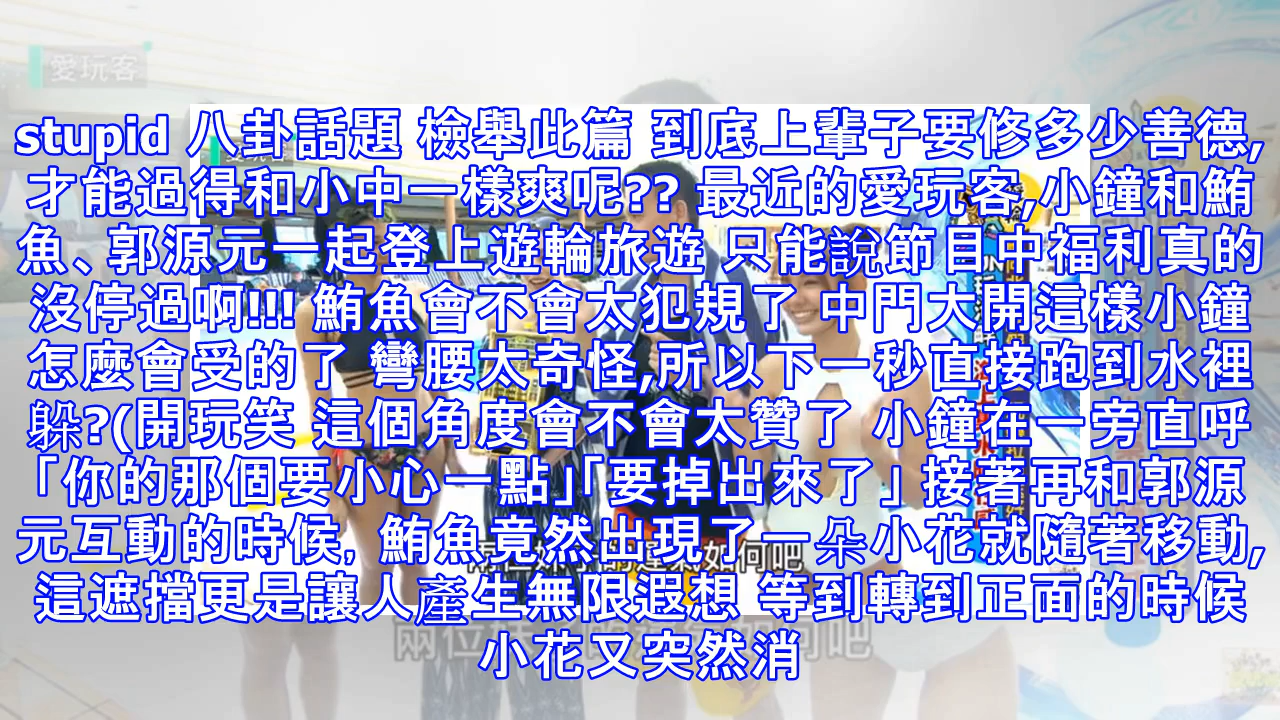 愛玩客
stupid 八卦話題 檢舉此篇 到底上輩子要修多少善德,
才能過得和小中一樣爽呢?? 最近的愛玩客,小鐘和鮪
魚、郭源元一起登上遊輪旅遊 只能說節目中福利真的
沒停過啊!!! 鮪魚會不會太犯規了 中門大開這樣小鐘
怎麼會受的了 彎腰太奇怪,所以下一秒直接跑到水裡
躲?(開玩笑 這個角度會不會太贊了 小鐘在一旁直呼
「你的那個要小心一點」「要掉出來了」接著再和郭源
元互動的時候, 鮪魚竟然出現了一朵小花就隨著移動,
這遮擋更是讓人產生無限遐想 等到轉到正面的時候
小花又突然消